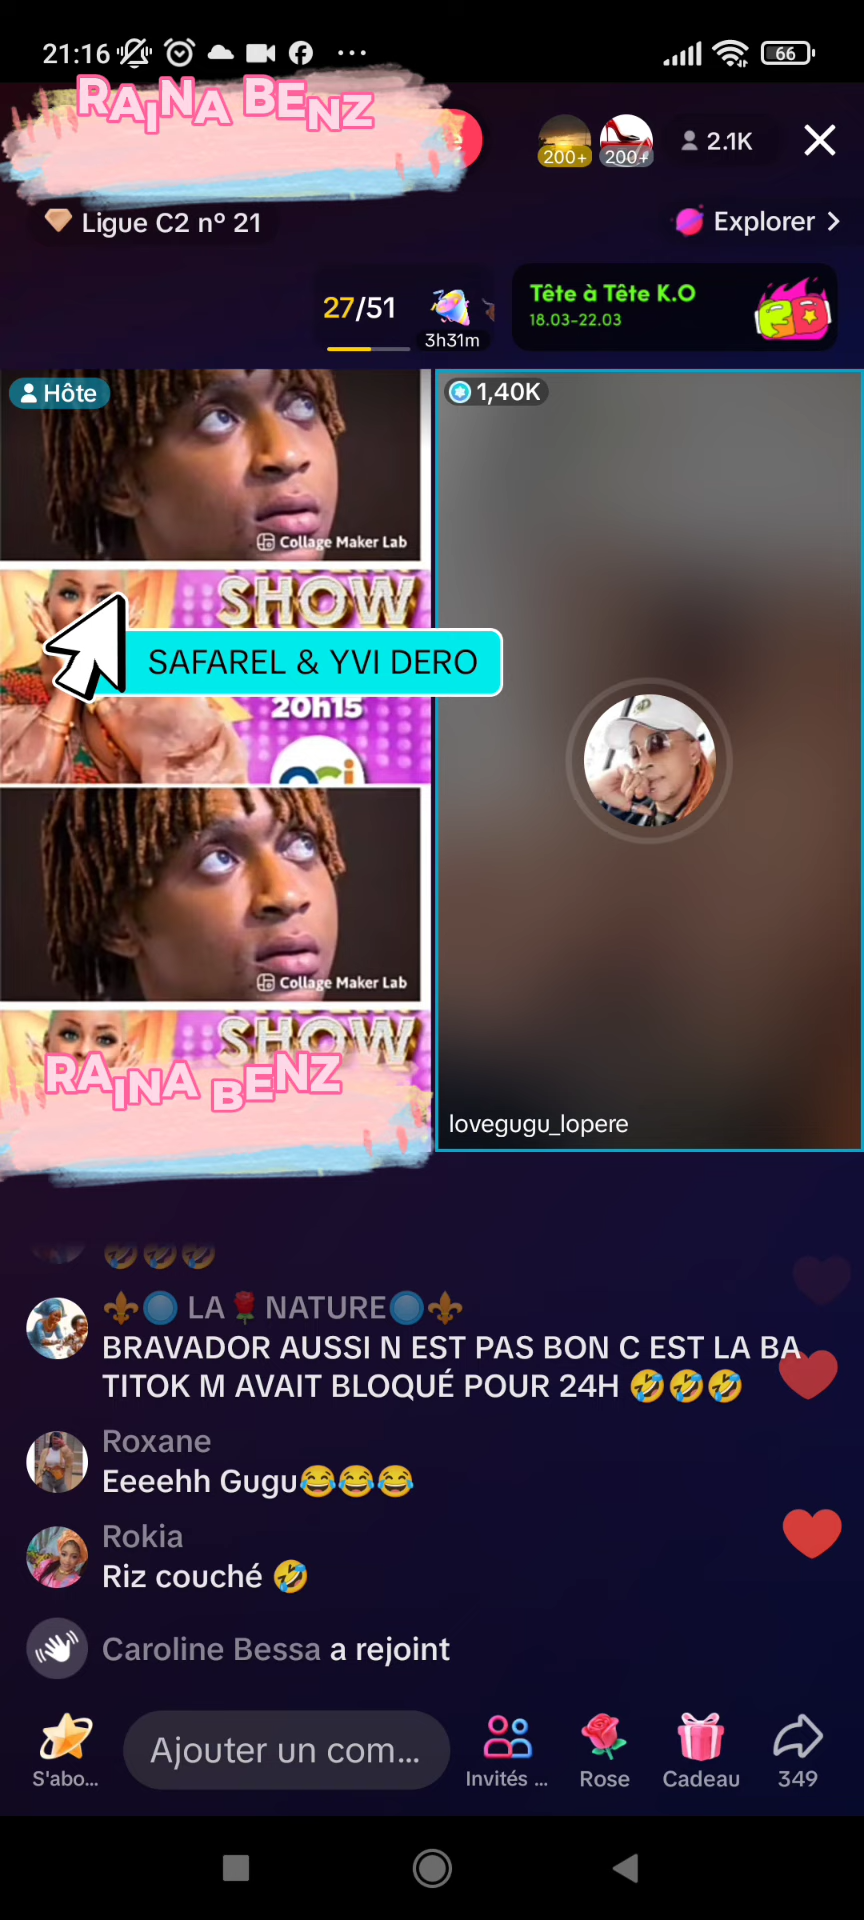 21:16
66
RAINA BENZ
200+
200+
2.1K
Ligue C2 nº 21
Explorer
27/51
3h31m
Tête à Tête K.O
18.03-22.03
Hôte
1,40K
Collage Maker Lab
SHOW
SAFAREL & YVI DERO
20h15
Collage Maker Lab
SHOW
RAINA BENZ
lovegugu_lopere
🤣🤣🤣
⚜️🔵 LA🌹NATURE🔵⚜️
BRAVADOR AUSSI N EST PAS BON C EST LA BA
TITOK M AVAIT BLOQUÉ POUR 24H 🤣🤣🤣
Roxane
Eeeehh Gugu😂😂😂
Rokia
Riz couché 🤣
Caroline Bessa a rejoint
Ajouter un com...
S'abo...
Invités ...
Rose
Cadeau
349